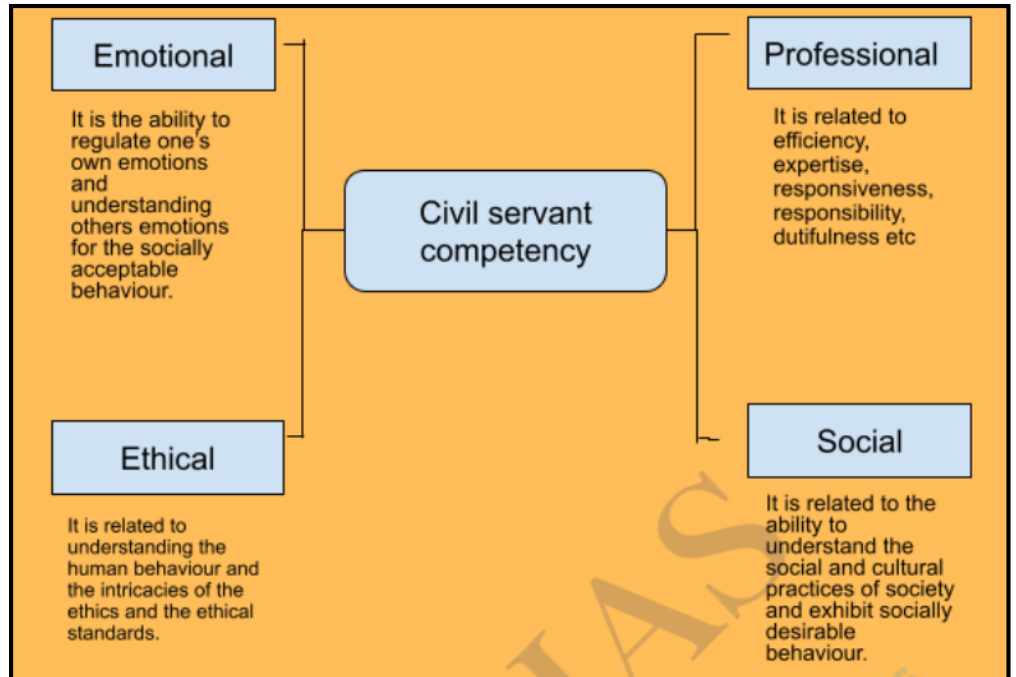 Emotional
It is the ability to
regulate one's
own emotions
and
understanding
others emotions
for the socially
acceptable
behaviour.
Professional
It is related to
efficiency,
expertise,
responsiveness,
responsibility,
dutifulness etc
Civil servant
competency
Ethical
It is related to
understanding the
human behaviour and
the intricacies of the
ethics and the ethical
standards.
Social
It is related to the
ability to
understand the
social and cultural
practices of society
and exhibit socially
desirable
behaviour.
IAS